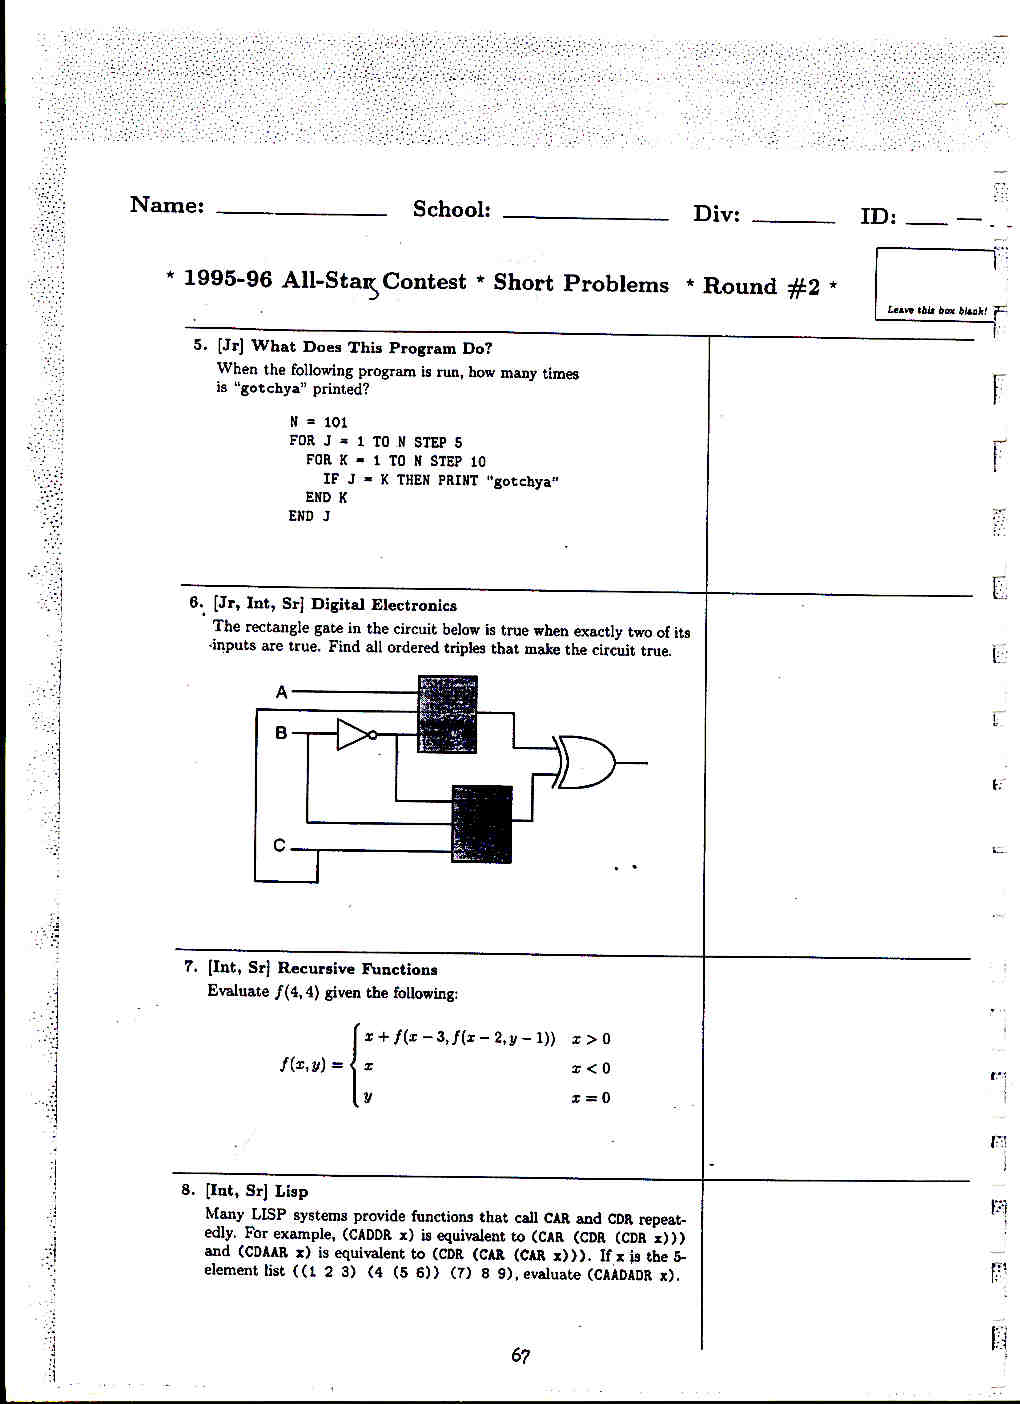 Name: ____________ School: ____________ Div: ______ ID: ___ — - -
* 1995-96 All-Star Contest * Short Problems * Round #2 *
Leave this box blank!
5. [Jr] What Does This Program Do?
When the following program is run, how many times
is "gotchya" printed?
N = 101
FOR J = 1 TO N STEP 5
FOR K = 1 TO N STEP 10
IF J = K THEN PRINT "gotchya"
END K
END J
6. [Jr, Int, Sr] Digital Electronics
The rectangle gate in the circuit below is true when exactly two of its
inputs are true. Find all ordered triples that make the circuit true.
A
B
C
7. [Int, Sr] Recursive Functions
Evaluate f(4,4) given the following:
x + f(x − 3, f(x − 2, y − 1)) x > 0
f(x,y) = { x x < 0
y x = 0
8. [Int, Sr] Lisp
Many LISP systems provide functions that call CAR and CDR repeat-
edly. For example, (CADDR x) is equivalent to (CAR (CDR (CDR x)))
and (CDAAR x) is equivalent to (CDR (CAR (CAR x))). If x is the 5-
element list ((1 2 3) (4 (5 6)) (7) 8 9), evaluate (CAADADR x).
67